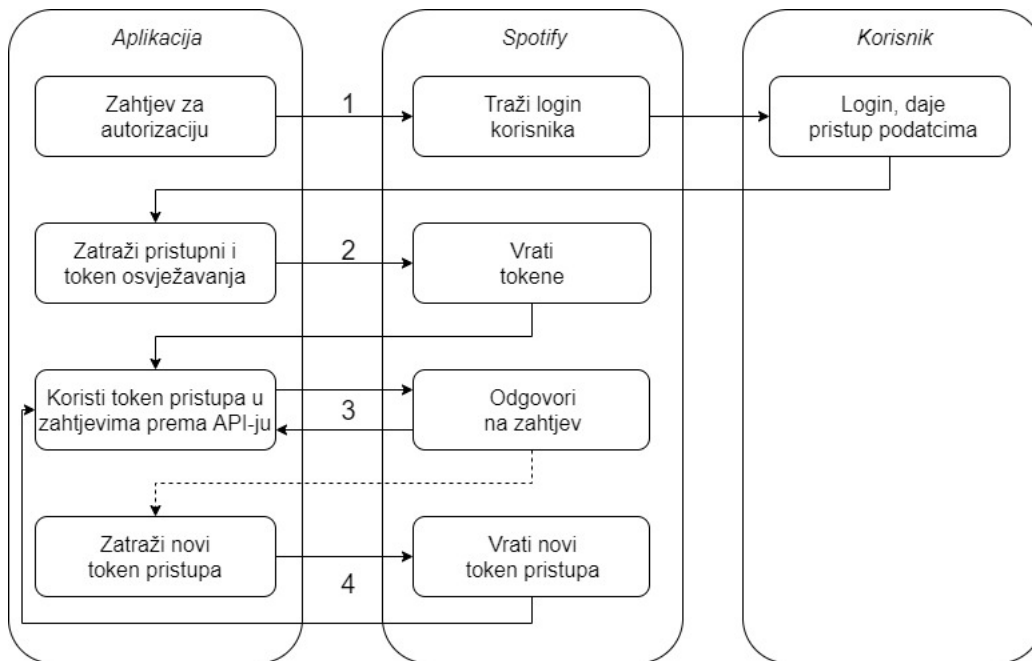 Aplikacija
Spotify
Korisnik
Zahtjev za
autorizaciju
1
Traži login
korisnika
Login, daje
pristup podatcima
Zatraži pristupni i
token osvježavanja
2
Vrati
tokene
Koristi token pristupa u
zahtjevima prema API-ju
3
Odgovori
na zahtjev
Zatraži novi
token pristupa
4
Vrati novi
token pristupa